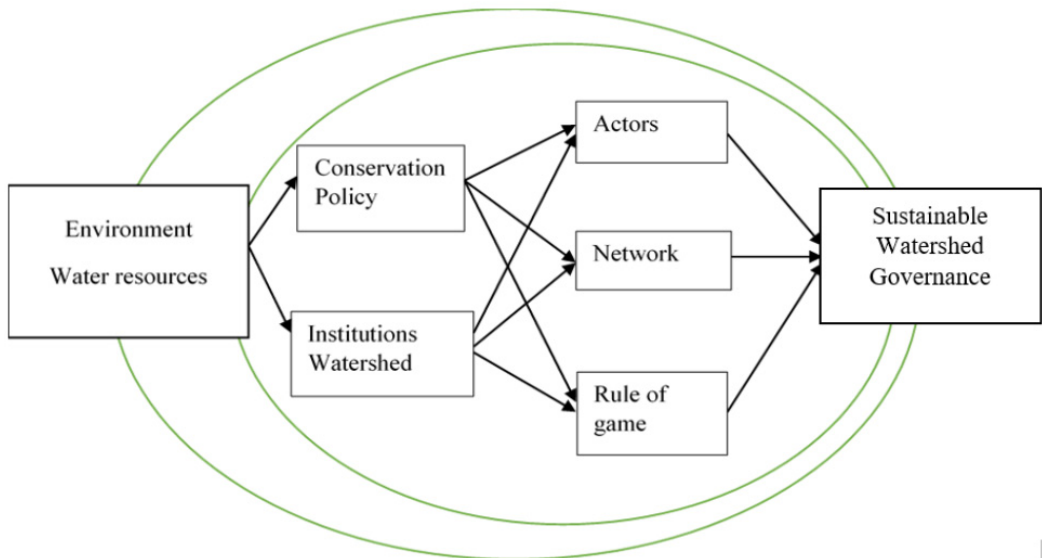 Environment
Water resources
Conservation
Policy
Institutions
Watershed
Actors
Network
Rule of
game
Sustainable
Watershed
Governance